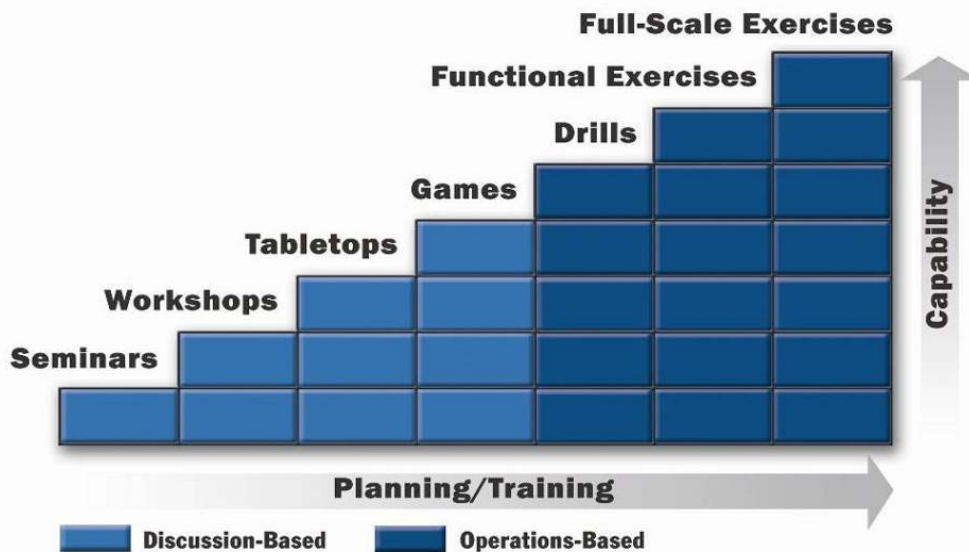 Full-Scale Exercises
Functional Exercises
Drills
Games
Tabletops
Workshops
Seminars
Capability
Planning/Training
Discussion-Based
Operations-Based